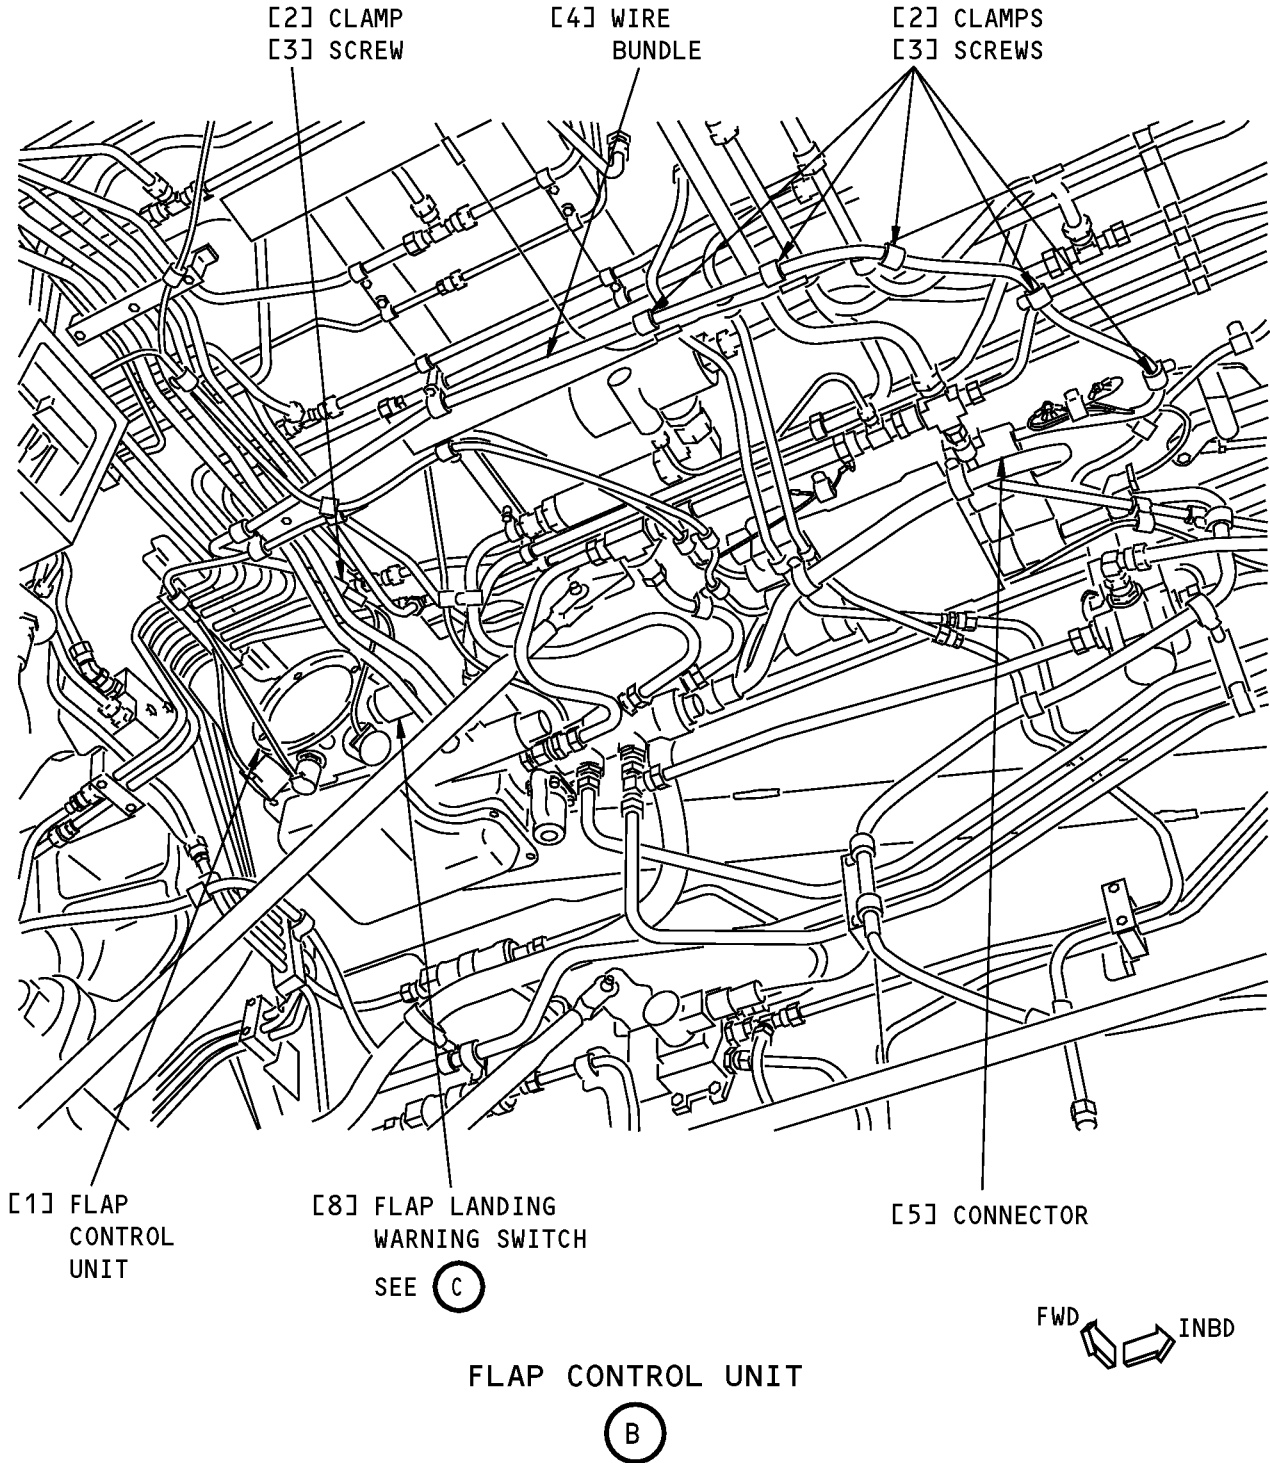 [2] CLAMP
[3] SCREW
[4] WIRE
BUNDLE
[2] CLAMPS
[3] SCREWS
[1] FLAP
CONTROL
UNIT
[8] FLAP LANDING
WARNING SWITCH
SEE C
[5] CONNECTOR
FWD
INBD
FLAP CONTROL UNIT
B